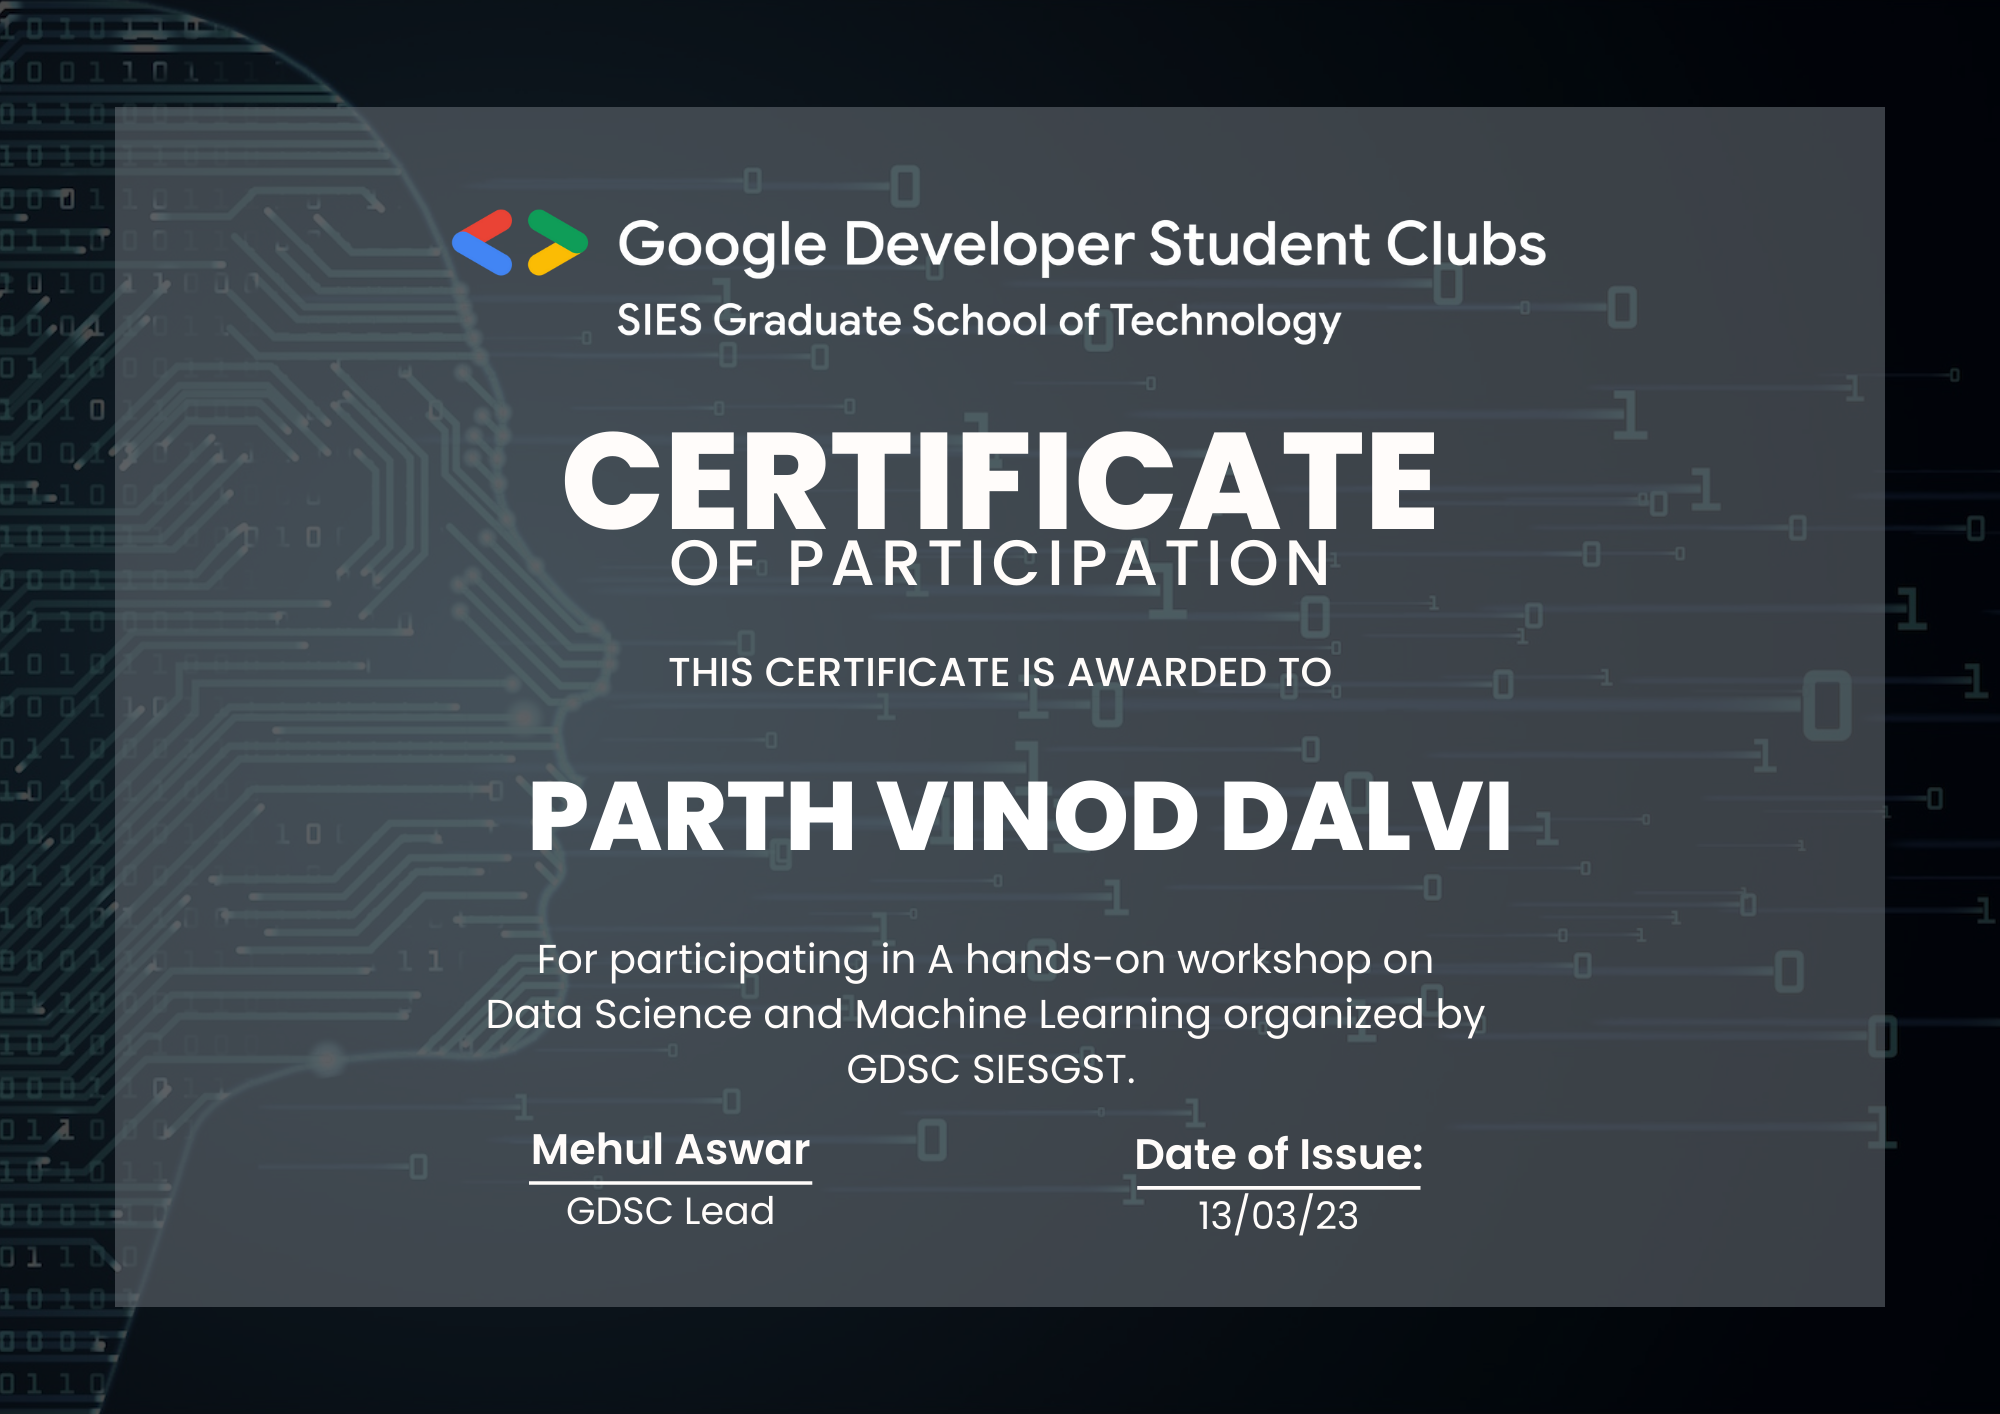 Google Developer Student Clubs
SIES Graduate School of Technology
CERTIFICATE
OF PARTICIPATION
THIS CERTIFICATE IS AWARDED TO
PARTH VINOD DALVI
For participating in A hands-on workshop on
Data Science and Machine Learning organized by
GDSC SIESGST.
Mehul Aswar
GDSC Lead
Date of Issue:
13/03/23